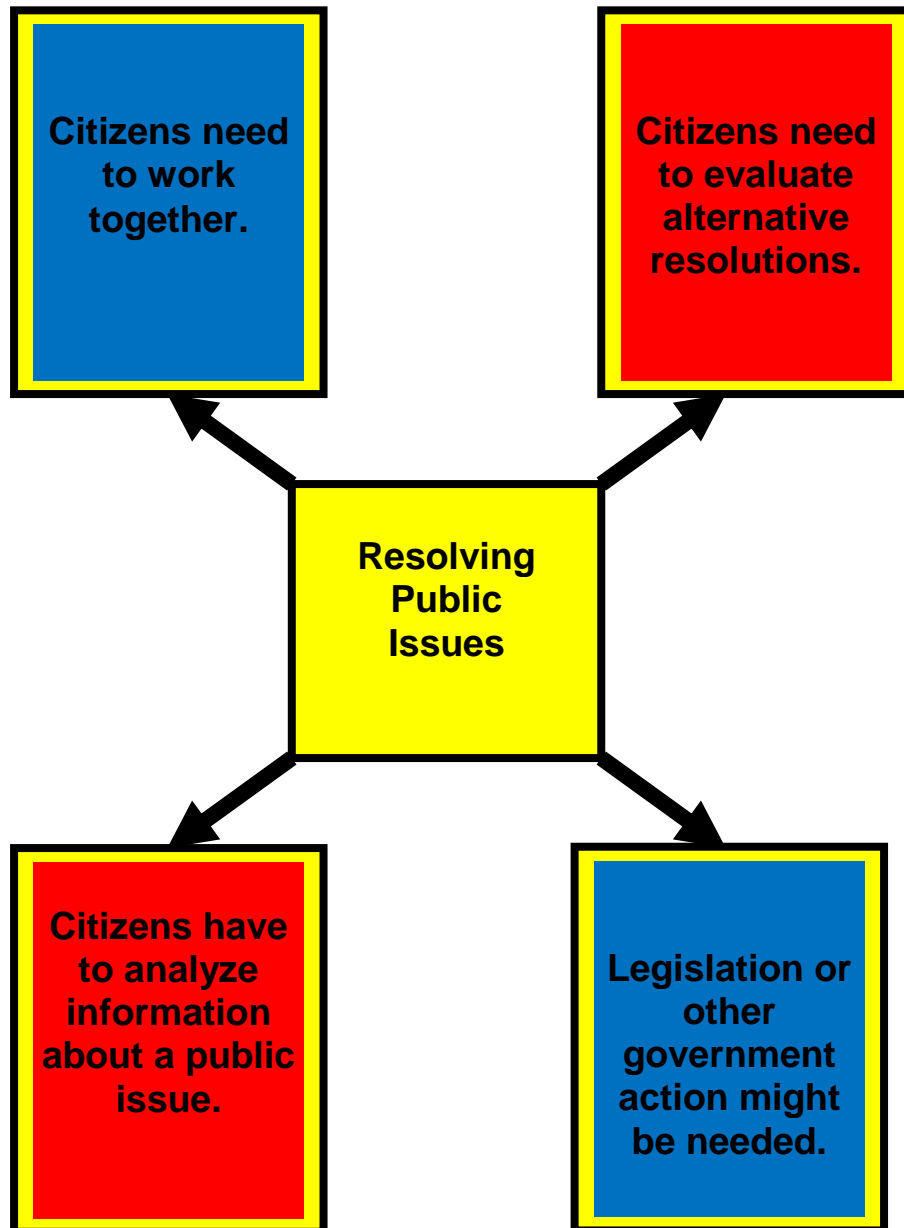 Citizens need
to work
together.
Citizens need
to evaluate
alternative
resolutions.
Resolving
Public
Issues
Citizens have
to analyze
information
about a public
issue.
Legislation or
other
government
action might
be needed.